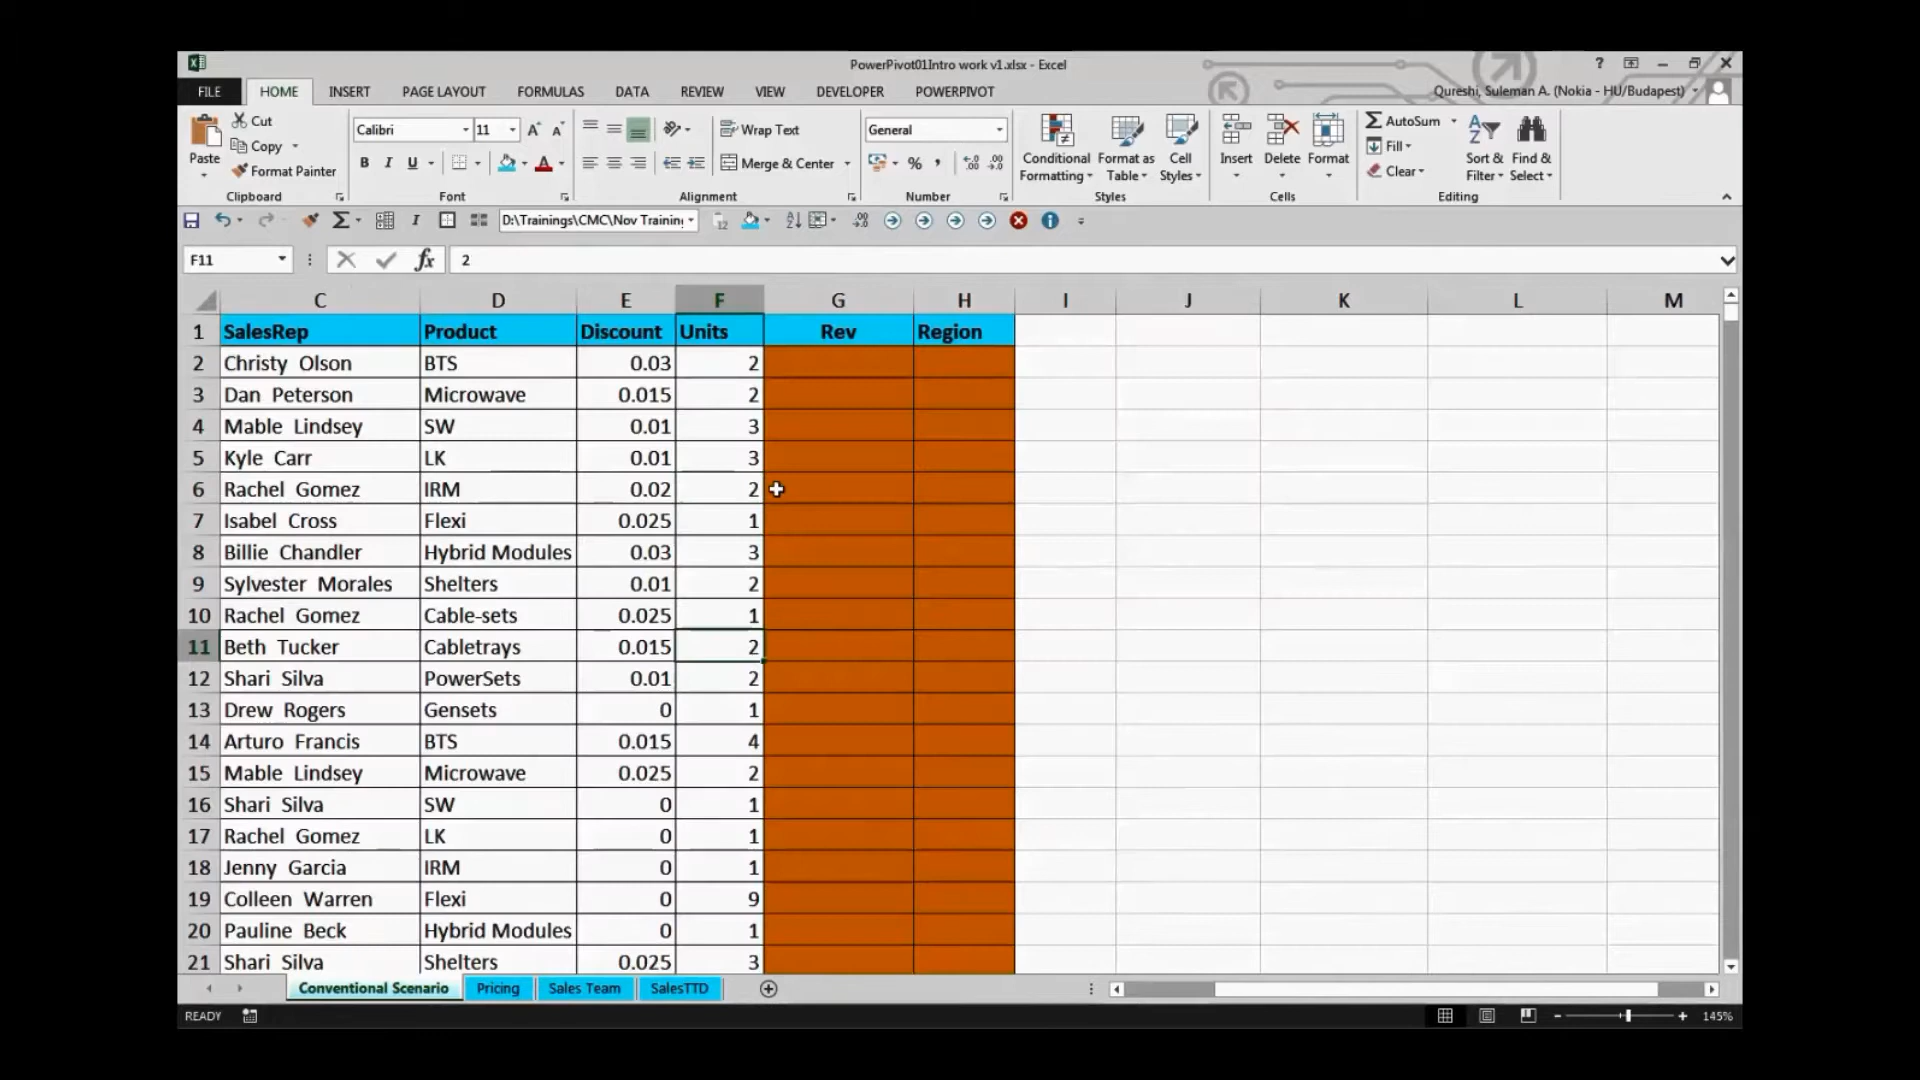 PowerPivot01Intro work v1.xlsx - Excel
?
FILE HOME INSERT PAGE LAYOUT FORMULAS DATA REVIEW VIEW DEVELOPER POWERPIVOT
Qureshi, Suleman A. (Nokia - HU/Budapest)
Paste
Cut
Copy
Format Painter
Clipboard
Calibri 11
B I U
Font
Wrap Text
Merge & Center
Alignment
General
%
Number
Conditional Formatting
Format as Table
Cell Styles
Styles
Insert
Delete
Format
Cells
AutoSum
Fill
Clear
Sort & Filter
Find & Select
Editing
D:\Trainings\CMC\Nov Training
F11 fx 2
C D E F G H I J K L M
1 SalesRep Product Discount Units Rev Region
2 Christy Olson BTS 0.03 2
3 Dan Peterson Microwave 0.015 2
4 Mable Lindsey SW 0.01 3
5 Kyle Carr LK 0.01 3
6 Rachel Gomez IRM 0.02 2
7 Isabel Cross Flexi 0.025 1
8 Billie Chandler Hybrid Modules 0.03 3
9 Sylvester Morales Shelters 0.01 2
10 Rachel Gomez Cable-sets 0.025 1
11 Beth Tucker Cabletrays 0.015 2
12 Shari Silva PowerSets 0.01 2
13 Drew Rogers Gensets 0 1
14 Arturo Francis BTS 0.015 4
15 Mable Lindsey Microwave 0.025 2
16 Shari Silva SW 0 1
17 Rachel Gomez LK 0 1
18 Jenny Garcia IRM 0 1
19 Colleen Warren Flexi 0 9
20 Pauline Beck Hybrid Modules 0 1
21 Shari Silva Shelters 0.025 3
Conventional Scenario Pricing Sales Team SalesTTD
READY 145%